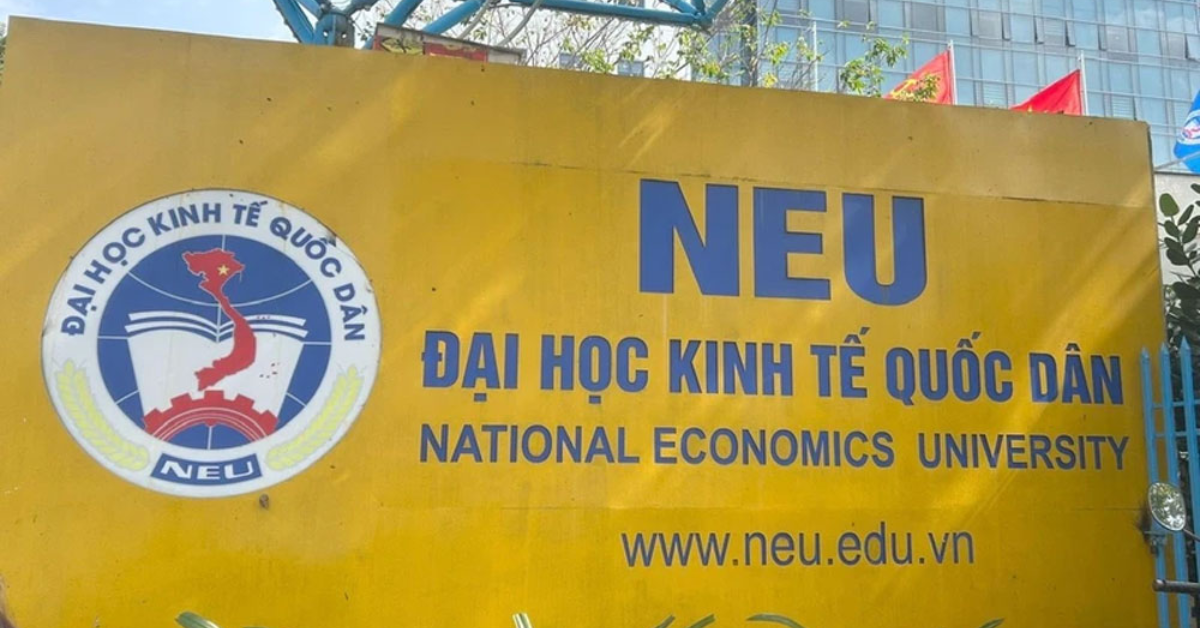 ĐẠI HỌC KINH TẾ QUỐC DÂN
NEU
NEU
ĐẠI HỌC KINH TẾ QUỐC DÂN
NATIONAL ECONOMICS UNIVERSITY
www.neu.edu.vn